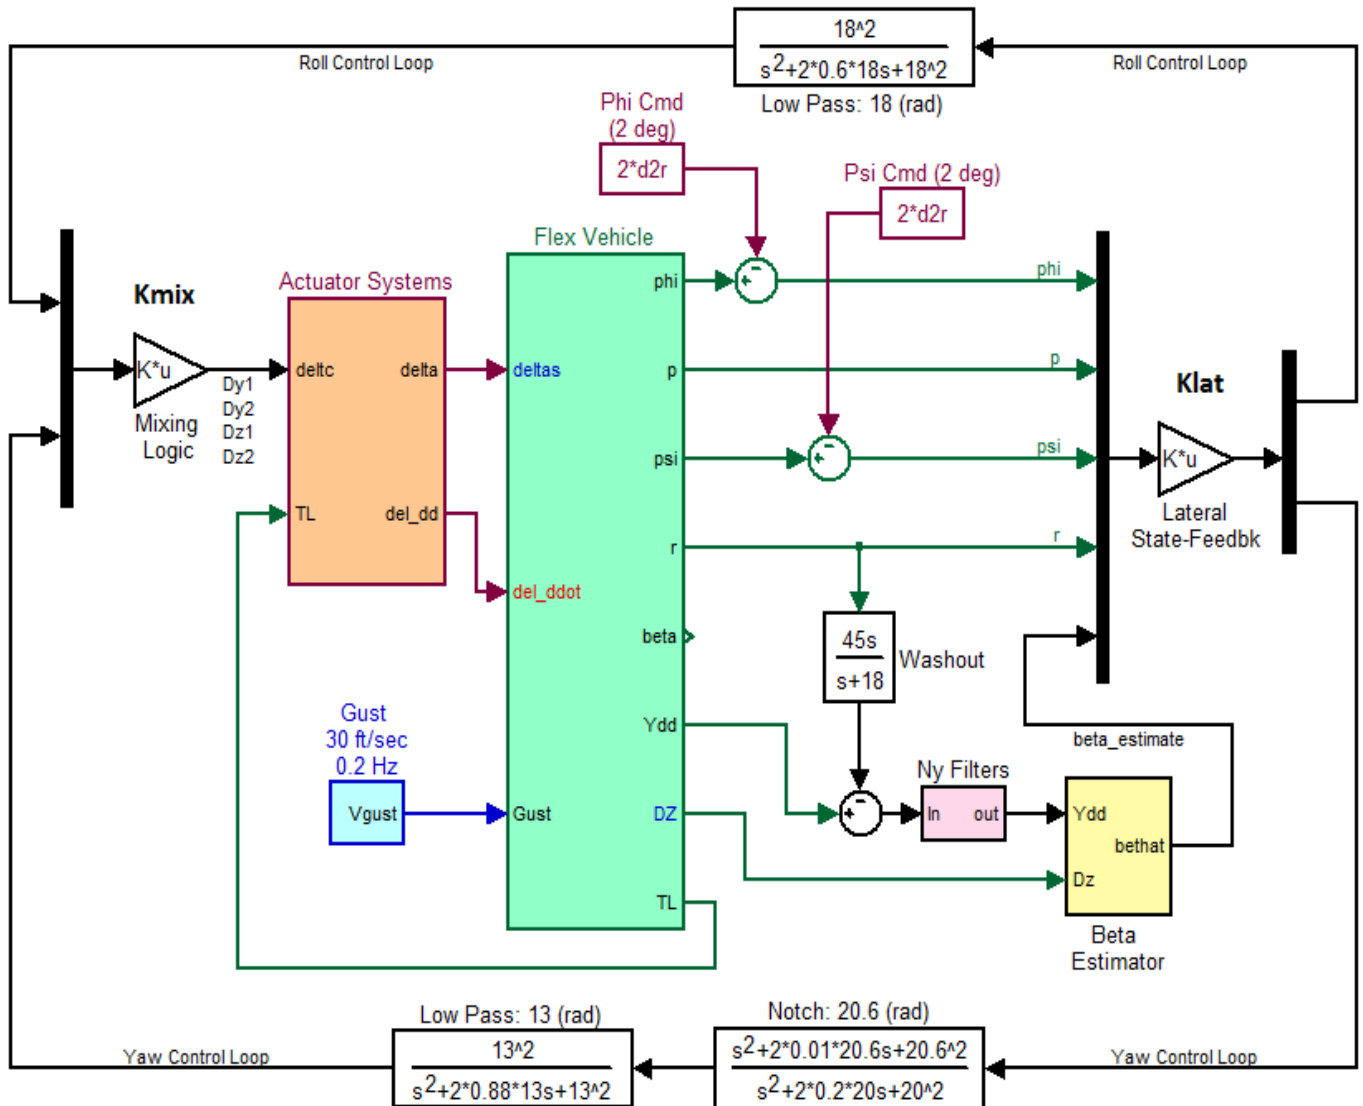 18^2
s2+2*0.6*18s+18^2
Low Pass: 18 (rad)
Roll Control Loop
Roll Control Loop
Phi Cmd
(2 deg)
2*d2r
Psi Cmd (2 deg)
2*d2r
Flex Vehicle
Actuator Systems
Kmix
K*u
Mixing
Logic
Dy1
Dy2
Dz1
Dz2
deltc
delta
TL
del_dd
deltas
del_ddot
Gust
phi
p
psi
r
beta
Ydd
DZ
TL
+
-
+
-
phi
p
psi
r
Klat
K*u
Lateral
State-Feedbk
45s
s+18
Washout
Gust
30 ft/sec
0.2 Hz
Vgust
+
-
Ny Filters
In
out
beta_estimate
Ydd
bethat
Dz
Beta
Estimator
Low Pass: 13 (rad)
13^2
s2+2*0.88*13s+13^2
Notch: 20.6 (rad)
s2+2*0.01*20.6s+20.6^2
s2+2*0.2*20s+20^2
Yaw Control Loop
Yaw Control Loop